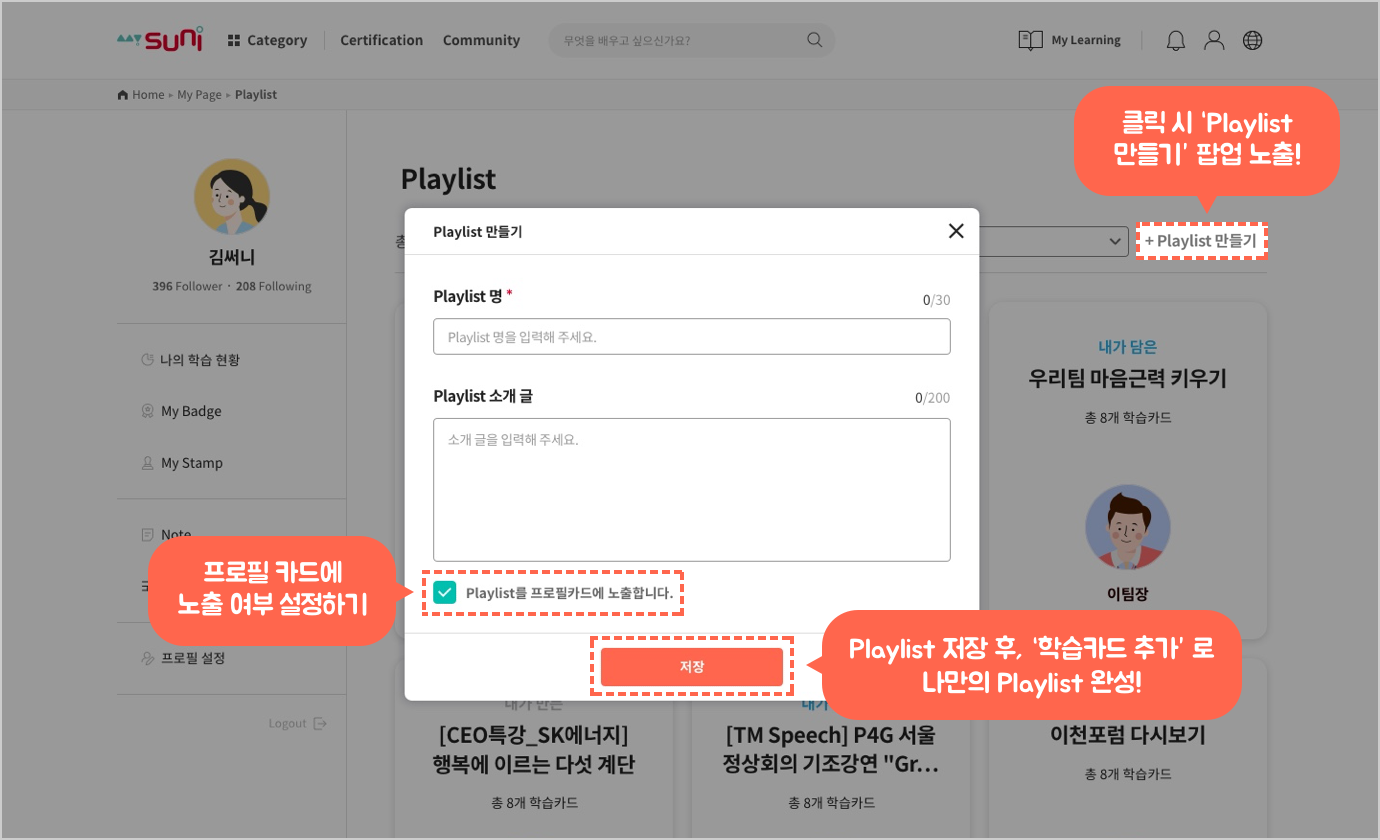 mySUNI
Category
Certification
Community
무엇을 배우고 싶으신가요?
My Learning
Home ▸ My Page ▸ Playlist
클릭 시 ‘Playlist
만들기’ 팝업 노출!
김써니
396 Follower · 208 Following
나의 학습 현황
My Badge
My Stamp
Note
프로필 설정
Logout
Playlist
총
+ Playlist 만들기
Playlist 만들기
Playlist 명 *
0/30
Playlist 명을 입력해 주세요.
Playlist 소개 글
0/200
소개 글을 입력해 주세요.
Playlist를 프로필카드에 노출합니다.
저장
프로필 카드에
노출 여부 설정하기
Playlist 저장 후, ‘학습카드 추가’ 로
나만의 Playlist 완성!
내가 담은
우리팀 마음근력 키우기
총 8개 학습카드
이팀장
내가 만든
[CEO특강_SK에너지]
행복에 이르는 다섯 계단
총 8개 학습카드
내가
[TM Speech] P4G 서울
정상회의 기조강연 "Gr...
총 8개 학습카드
이천포럼 다시보기
총 8개 학습카드